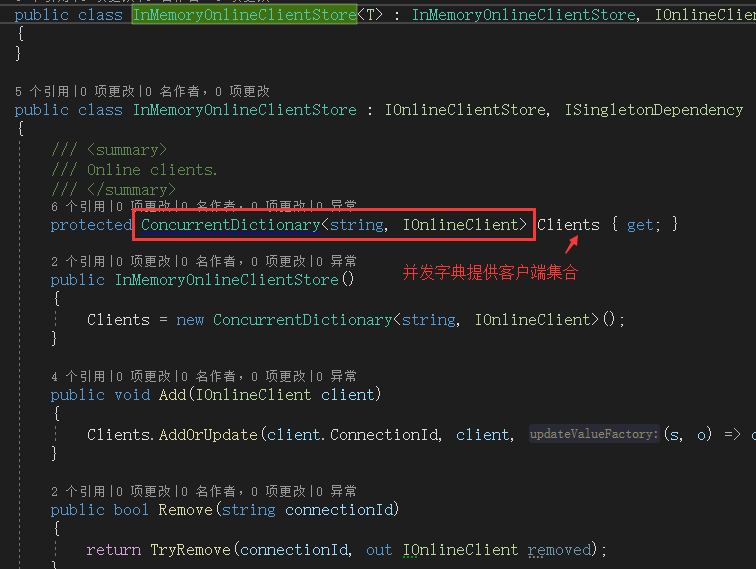 public class InMemoryOnlineClientStore<T> : InMemoryOnlineClientStore, IOnlineClien
{
}
5 个引用|0 项更改|0 名作者，0 项更改
public class InMemoryOnlineClientStore : IOnlineClientStore, ISingletonDependency
{
/// <summary>
/// Online clients.
/// </summary>
6 个引用|0 项更改|0 名作者，0 项更改|0 异常
protected ConcurrentDictionary<string, IOnlineClient> Clients { get; }
并发字典提供客户端集合
2 个引用|0 项更改|0 名作者，0 项更改|0 异常
public InMemoryOnlineClientStore()
{
Clients = new ConcurrentDictionary<string, IOnlineClient>();
}
4 个引用|0 项更改|0 名作者，0 项更改|0 异常
public void Add(IOnlineClient client)
{
Clients.AddOrUpdate(client.ConnectionId, client, updateValueFactory:(s, o) =>
}
2 个引用|0 项更改|0 名作者，0 项更改|0 异常
public bool Remove(string connectionId)
{
return TryRemove(connectionId, out IOnlineClient removed);
}